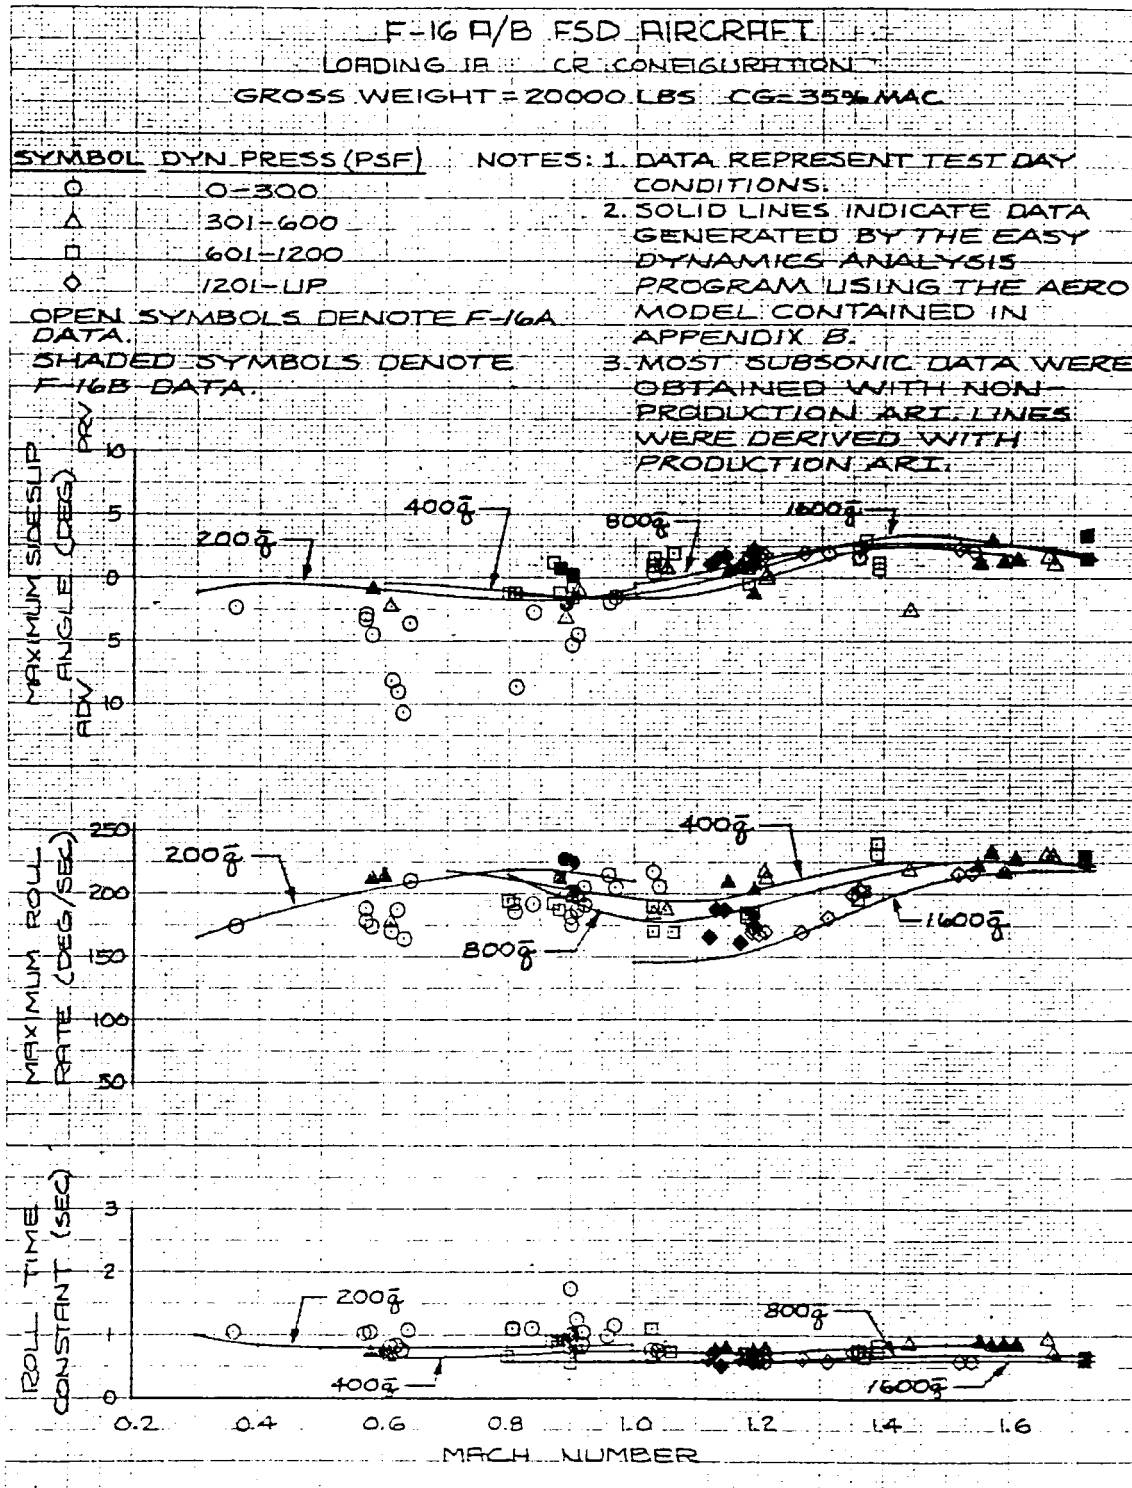 F-16 A/B FSD AIRCRAFT
LOADING 1A CR CONFIGURATION
GROSS WEIGHT = 20000 LBS CG=35% MAC
SYMBOL DYN PRESS (PSF)
0-300
301-600
601-1200
1201-UP
OPEN SYMBOLS DENOTE F-16A
DATA.
SHADED SYMBOLS DENOTE
F-16B DATA.
NOTES: 1. DATA REPRESENT TEST DAY
CONDITIONS.
2. SOLID LINES INDICATE DATA
GENERATED BY THE EASY
DYNAMICS ANALYSIS
PROGRAM USING THE AERO
MODEL CONTAINED IN
APPENDIX B.
3. MOST SUBSONIC DATA WERE
OBTAINED WITH NON-
PRODUCTION ARI. LINES
WERE DERIVED WITH
PRODUCTION ARI.
MAXIMUM SIDESLIP
ANGLE (DEG)
ADV PRV
10
5
0
5
10
200q̄
400q̄
800q̄
1600q̄
MAXIMUM ROLL
RATE (DEG/SEC)
250
200
150
100
50
200q̄
800q̄
400q̄
1600q̄
ROLL TIME
CONSTANT (SEC)
3
2
1
0
200q̄
400q̄
800q̄
1600q̄
0.2 0.4 0.6 0.8 1.0 1.2 1.4 1.6
MACH NUMBER